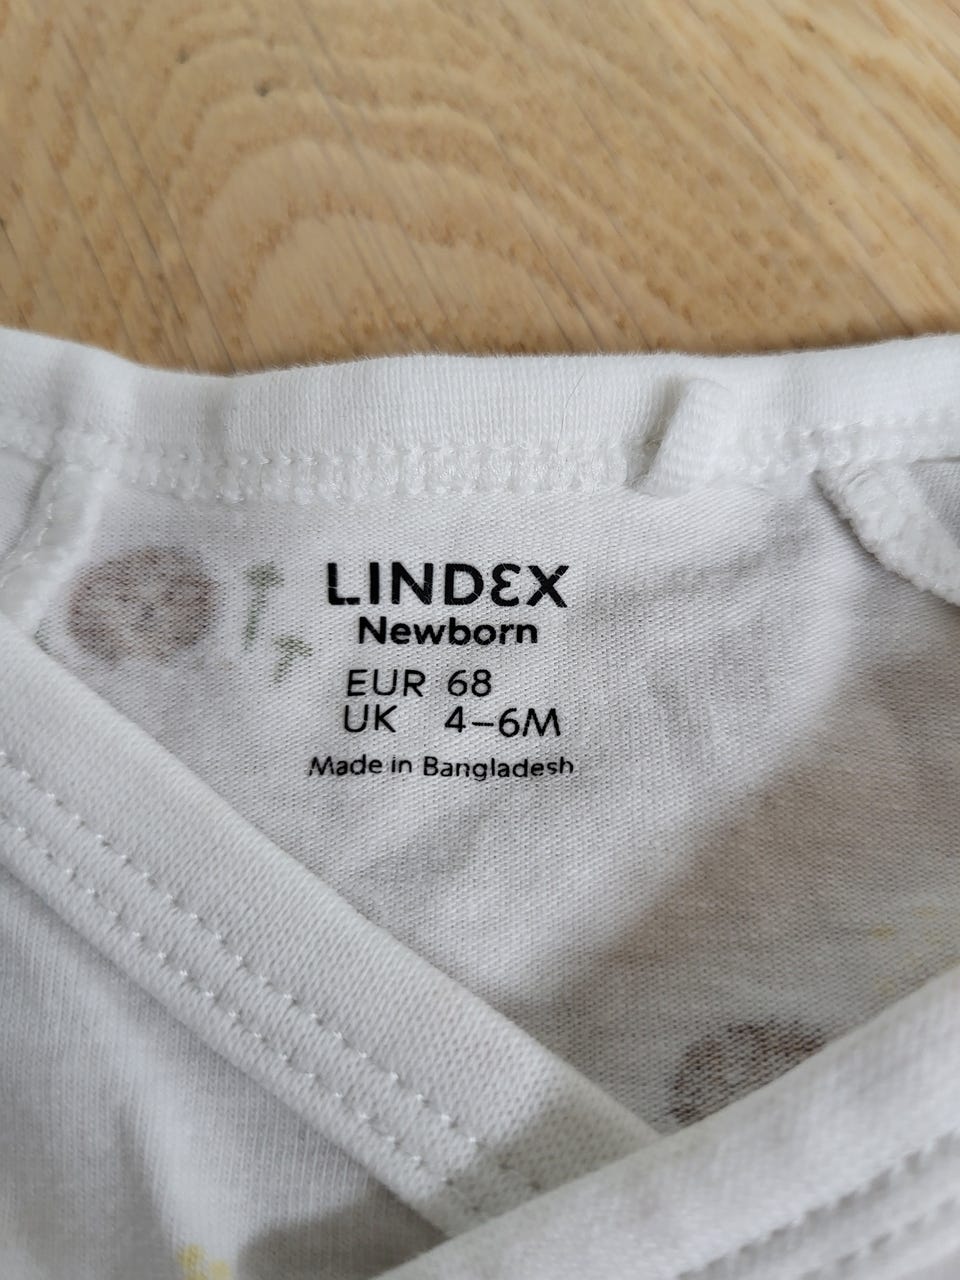 LINDEX
Newborn
EUR 68
UK 4-6M
Made in Bangladesh